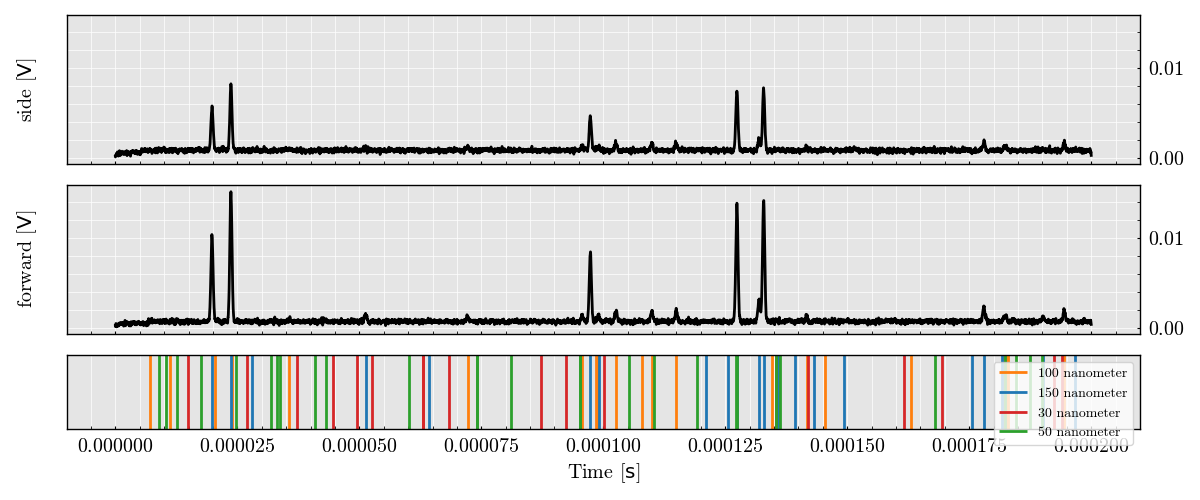 side [V]
0.01
0.00
forward [V]
0.01
0.00
100 nanometer
150 nanometer
30 nanometer
50 nanometer
0.000000
0.000025
0.000050
0.000075
0.000100
0.000125
0.000150
0.000175
0.000200
Time [s]